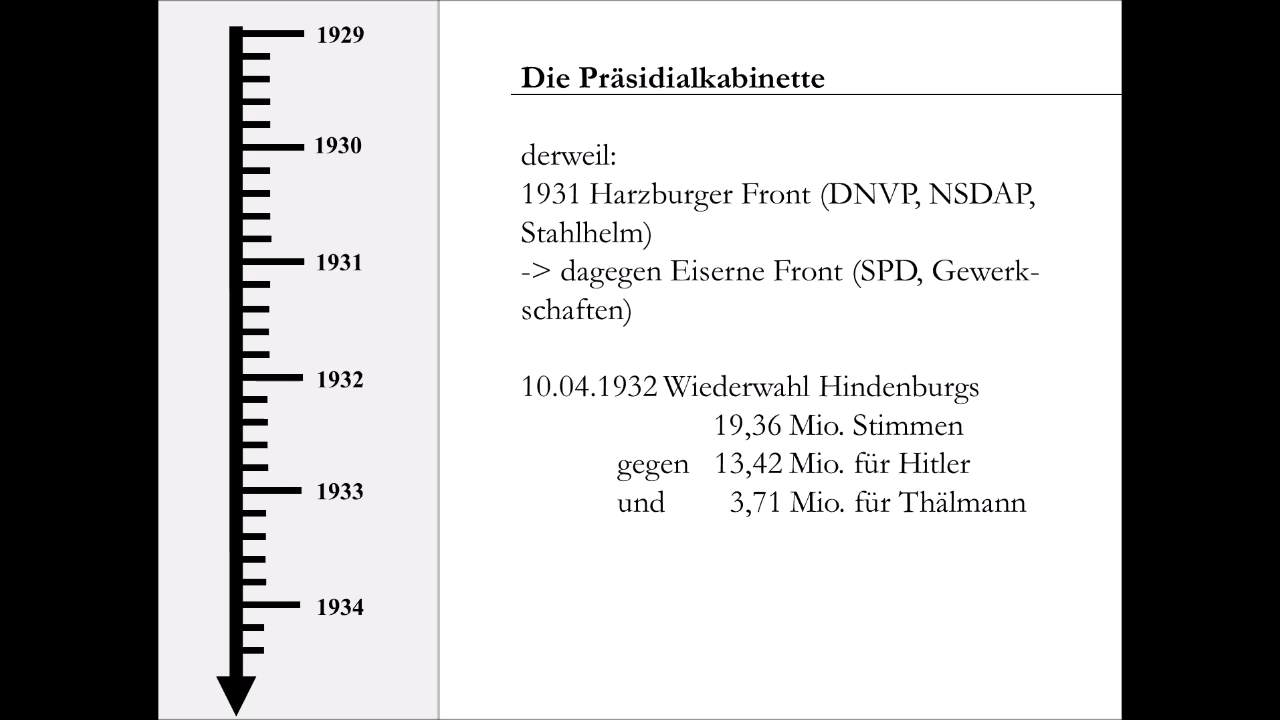 1929
1930
1931
1932
1933
1934
Die Präsidialkabinette
derweil:
1931 Harzburger Front (DNVP, NSDAP,
Stahlhelm)
-> dagegen Eiserne Front (SPD, Gewerk-
schaften)
10.04.1932 Wiederwahl Hindenburgs
19,36 Mio. Stimmen
gegen 13,42 Mio. für Hitler
und 3,71 Mio. für Thälmann